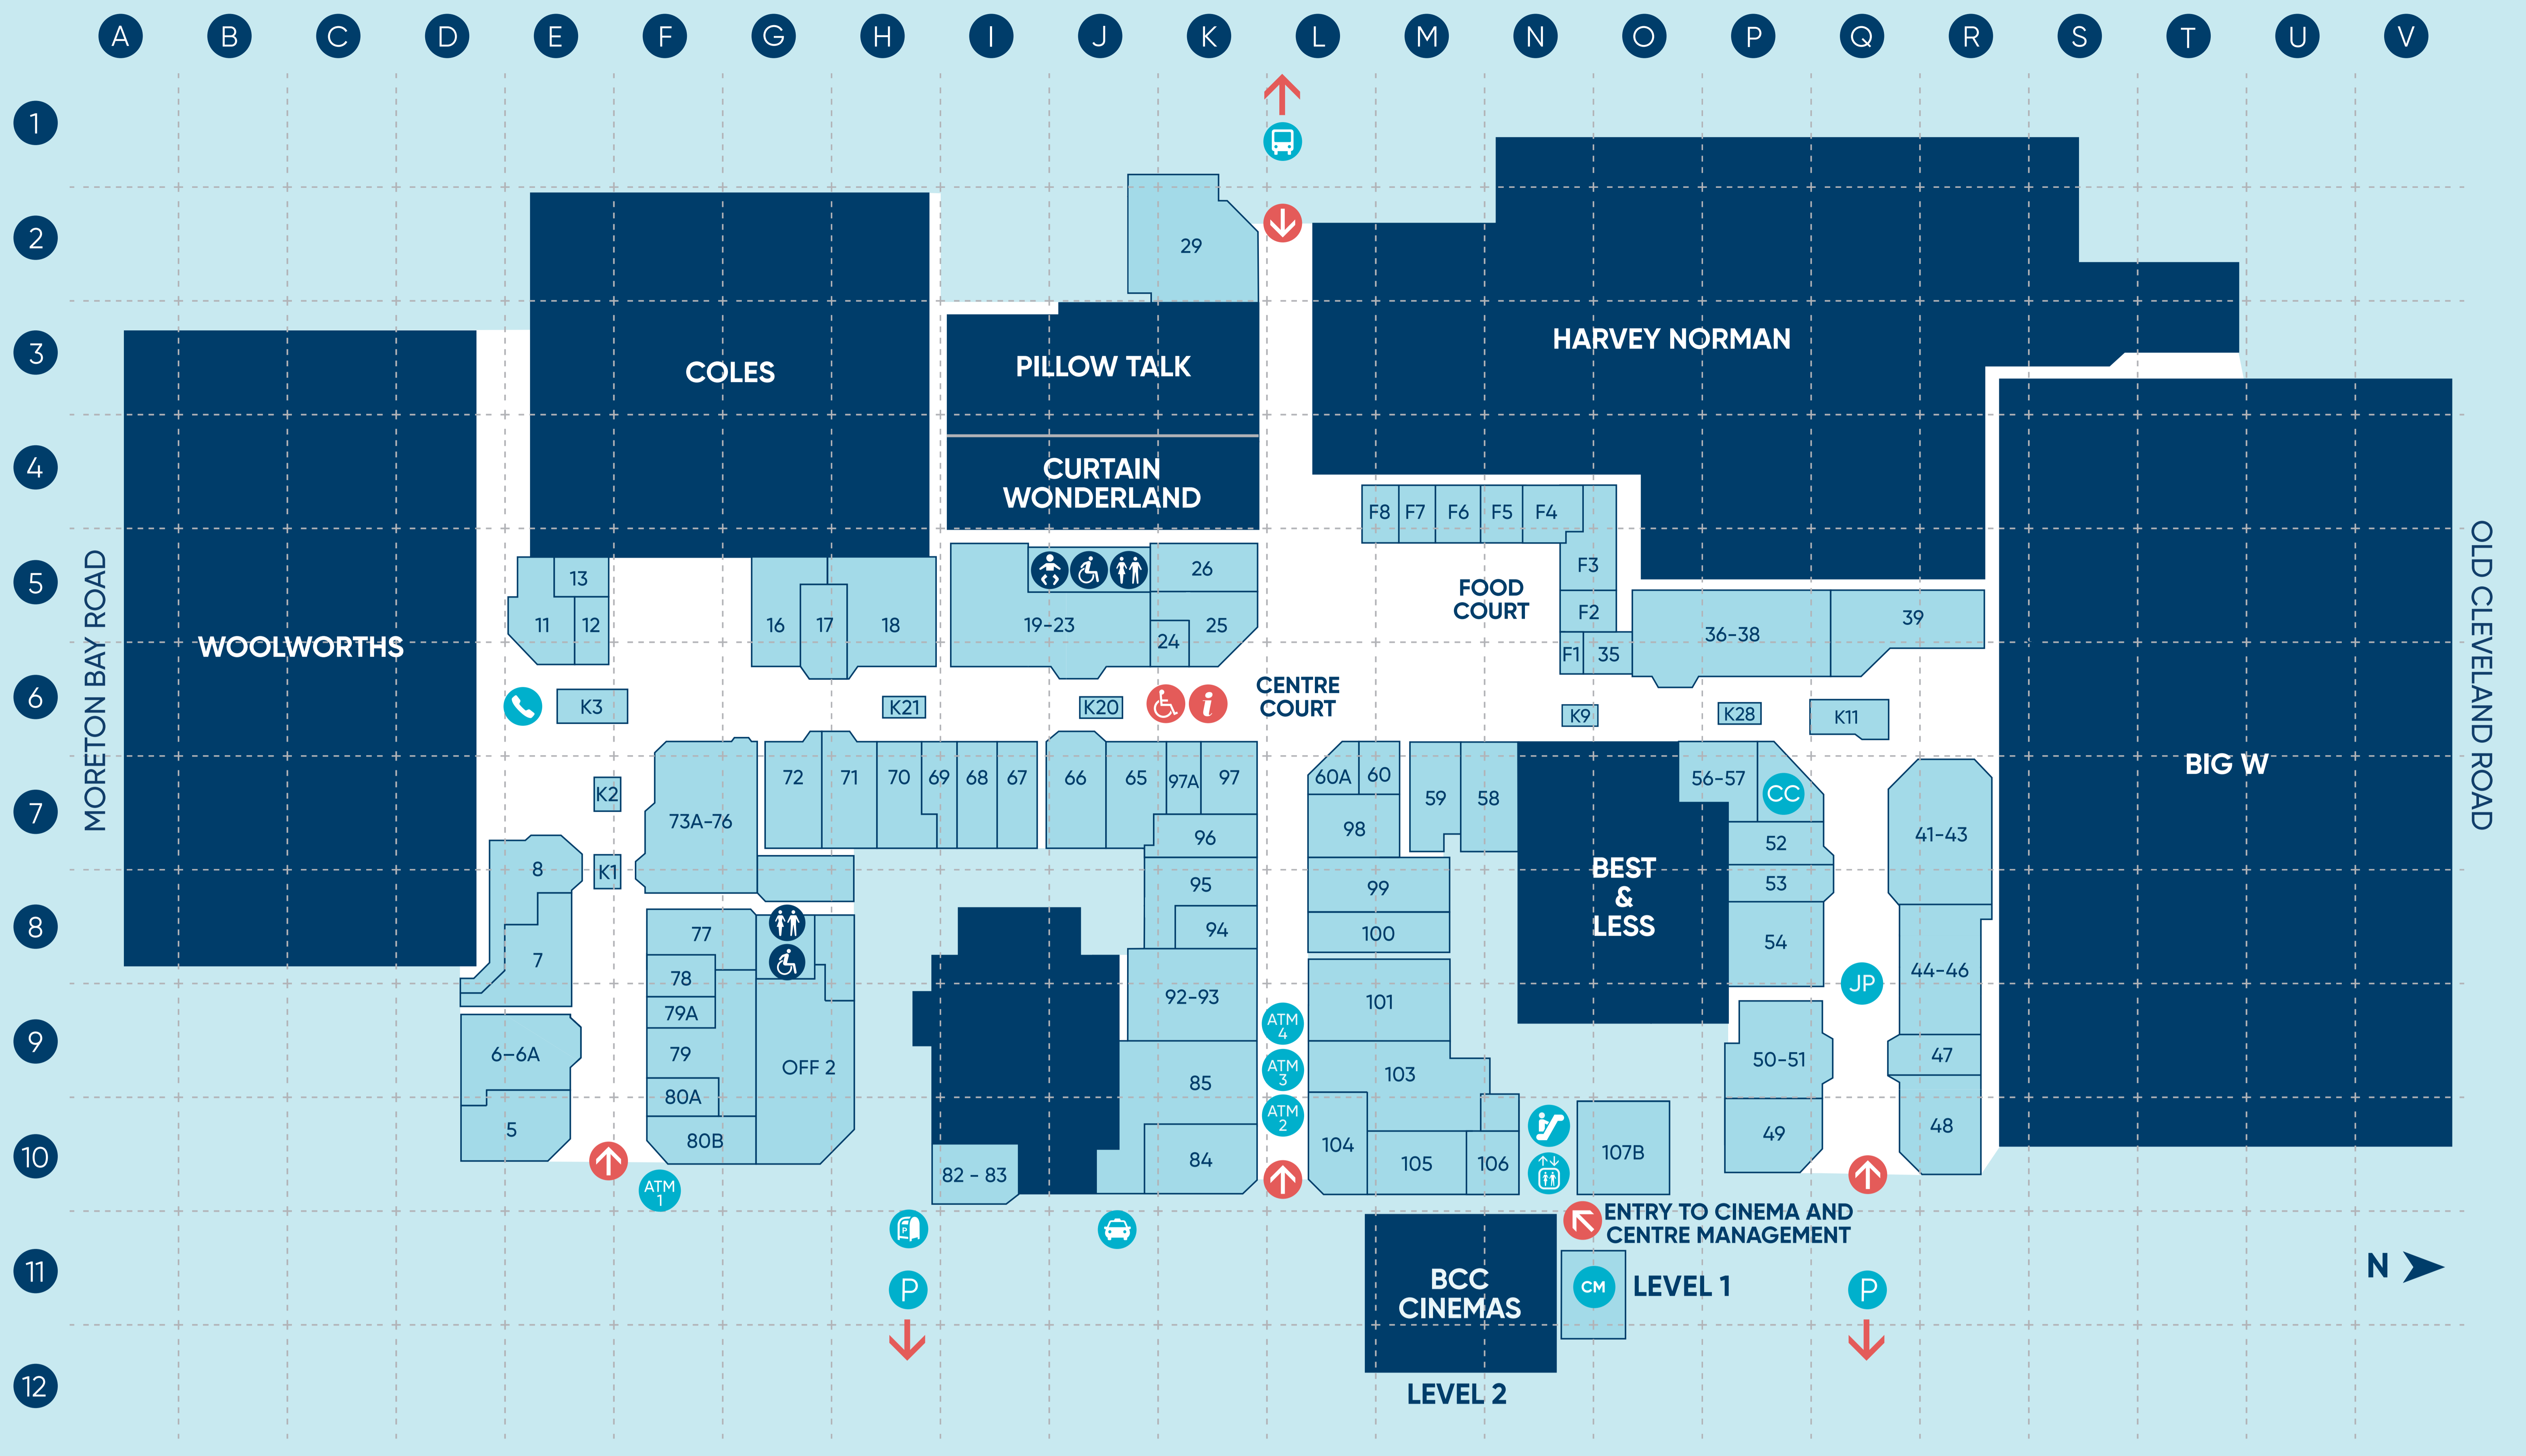 A B C D E F G H I J K L M N O P Q R S T U V
1
2
29
3
HARVEY NORMAN
PILLOW TALK
COLES
4
CURTAIN
WONDERLAND
F8 F7 F6 F5 F4
5
13
26
F3
FOOD
COURT
F2
11 12
16 17 18
19-23
24 25
36-38
39
F1 35
WOOLWORTHS
MORETON BAY ROAD
OLD CLEVELAND ROAD
6
K3
K21
K20
i
CENTRE
COURT
K9
K28
K11
7
K2
73A-76
72 71 70 69 68 67
66 65 97A 97
60A 60
59 58
56-57
CC
BIG W
98
96
52
41-43
8
K1
8
95
99
BEST
&
LESS
53
77
94
100
54
7
78
44-46
JP
92-93
101
9
79A
ATM
4
6-6A
79
OFF 2
85
ATM
3
103
50-51
47
80A
ATM
2
10
5
80B
82 - 83
84
104
105
106
107B
49
48
ATM
1
P
ENTRY TO CINEMA AND
CENTRE MANAGEMENT
11
P
BCC
CINEMAS
CM
LEVEL 1
P
N
12
LEVEL 2